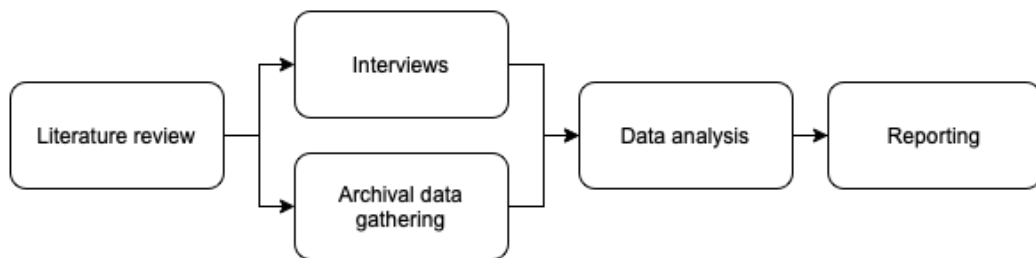 Literature review
Interviews
Archival data
gathering
Data analysis
Reporting